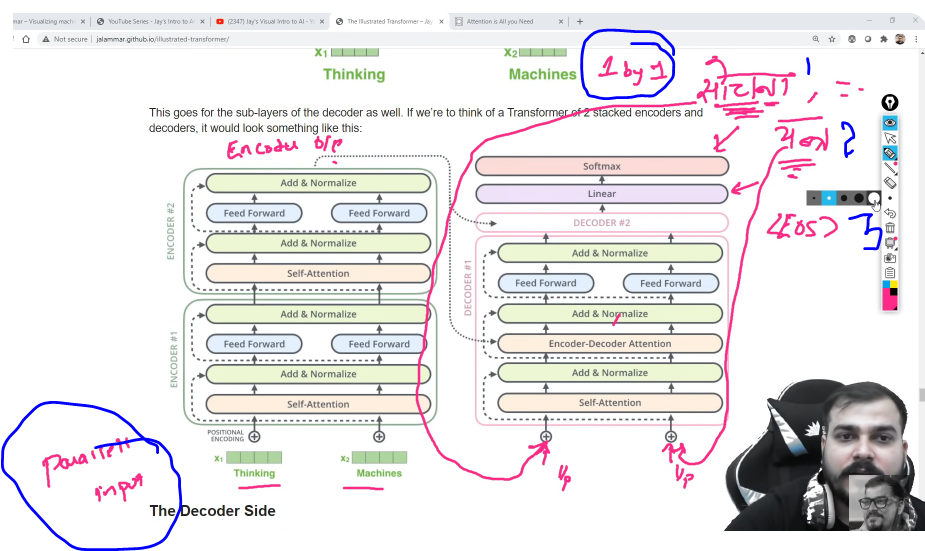 mar – Visualizing machi
YouTube Series - Jay's Intro to A
(Z347) Jay's Visual Intro to AI - Y
The Illustrated Transformer – Jay
Attention is All you Need
Not secure
jalammar.github.io/illustrated-transformer/
X1
X2
Thinking
Machines
1 by 1
1
This goes for the sub-layers of the decoder as well. If we're to think of a Transformer of 2 stacked encoders and
decoders, it would look something like this:
2
Encoder o/p
<EOS>
3
ENCODER #2
Add & Normalize
Feed Forward
Feed Forward
Add & Normalize
Self-Attention
ENCODER #1
Add & Normalize
Feed Forward
Feed Forward
Add & Normalize
Self-Attention
POSITIONAL
ENCODING
X1
X2
Thinking
Machines
Softmax
Linear
DECODER #2
DECODER #1
Add & Normalize
Feed Forward
Feed Forward
Add & Normalize
Encoder-Decoder Attention
Add & Normalize
Self-Attention
I/p
I/p
Parallel
input
The Decoder Side